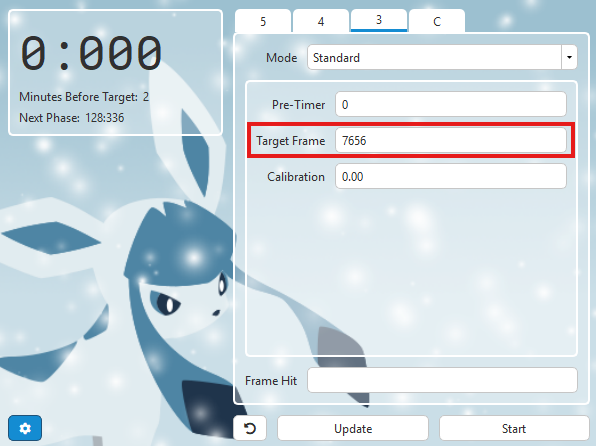 0:000
Minutes Before Target: 2
Next Phase: 128:336
5 4 3 C
Mode Standard
Pre-Timer 0
Target Frame 7656
Calibration 0.00
Frame Hit
Update Start